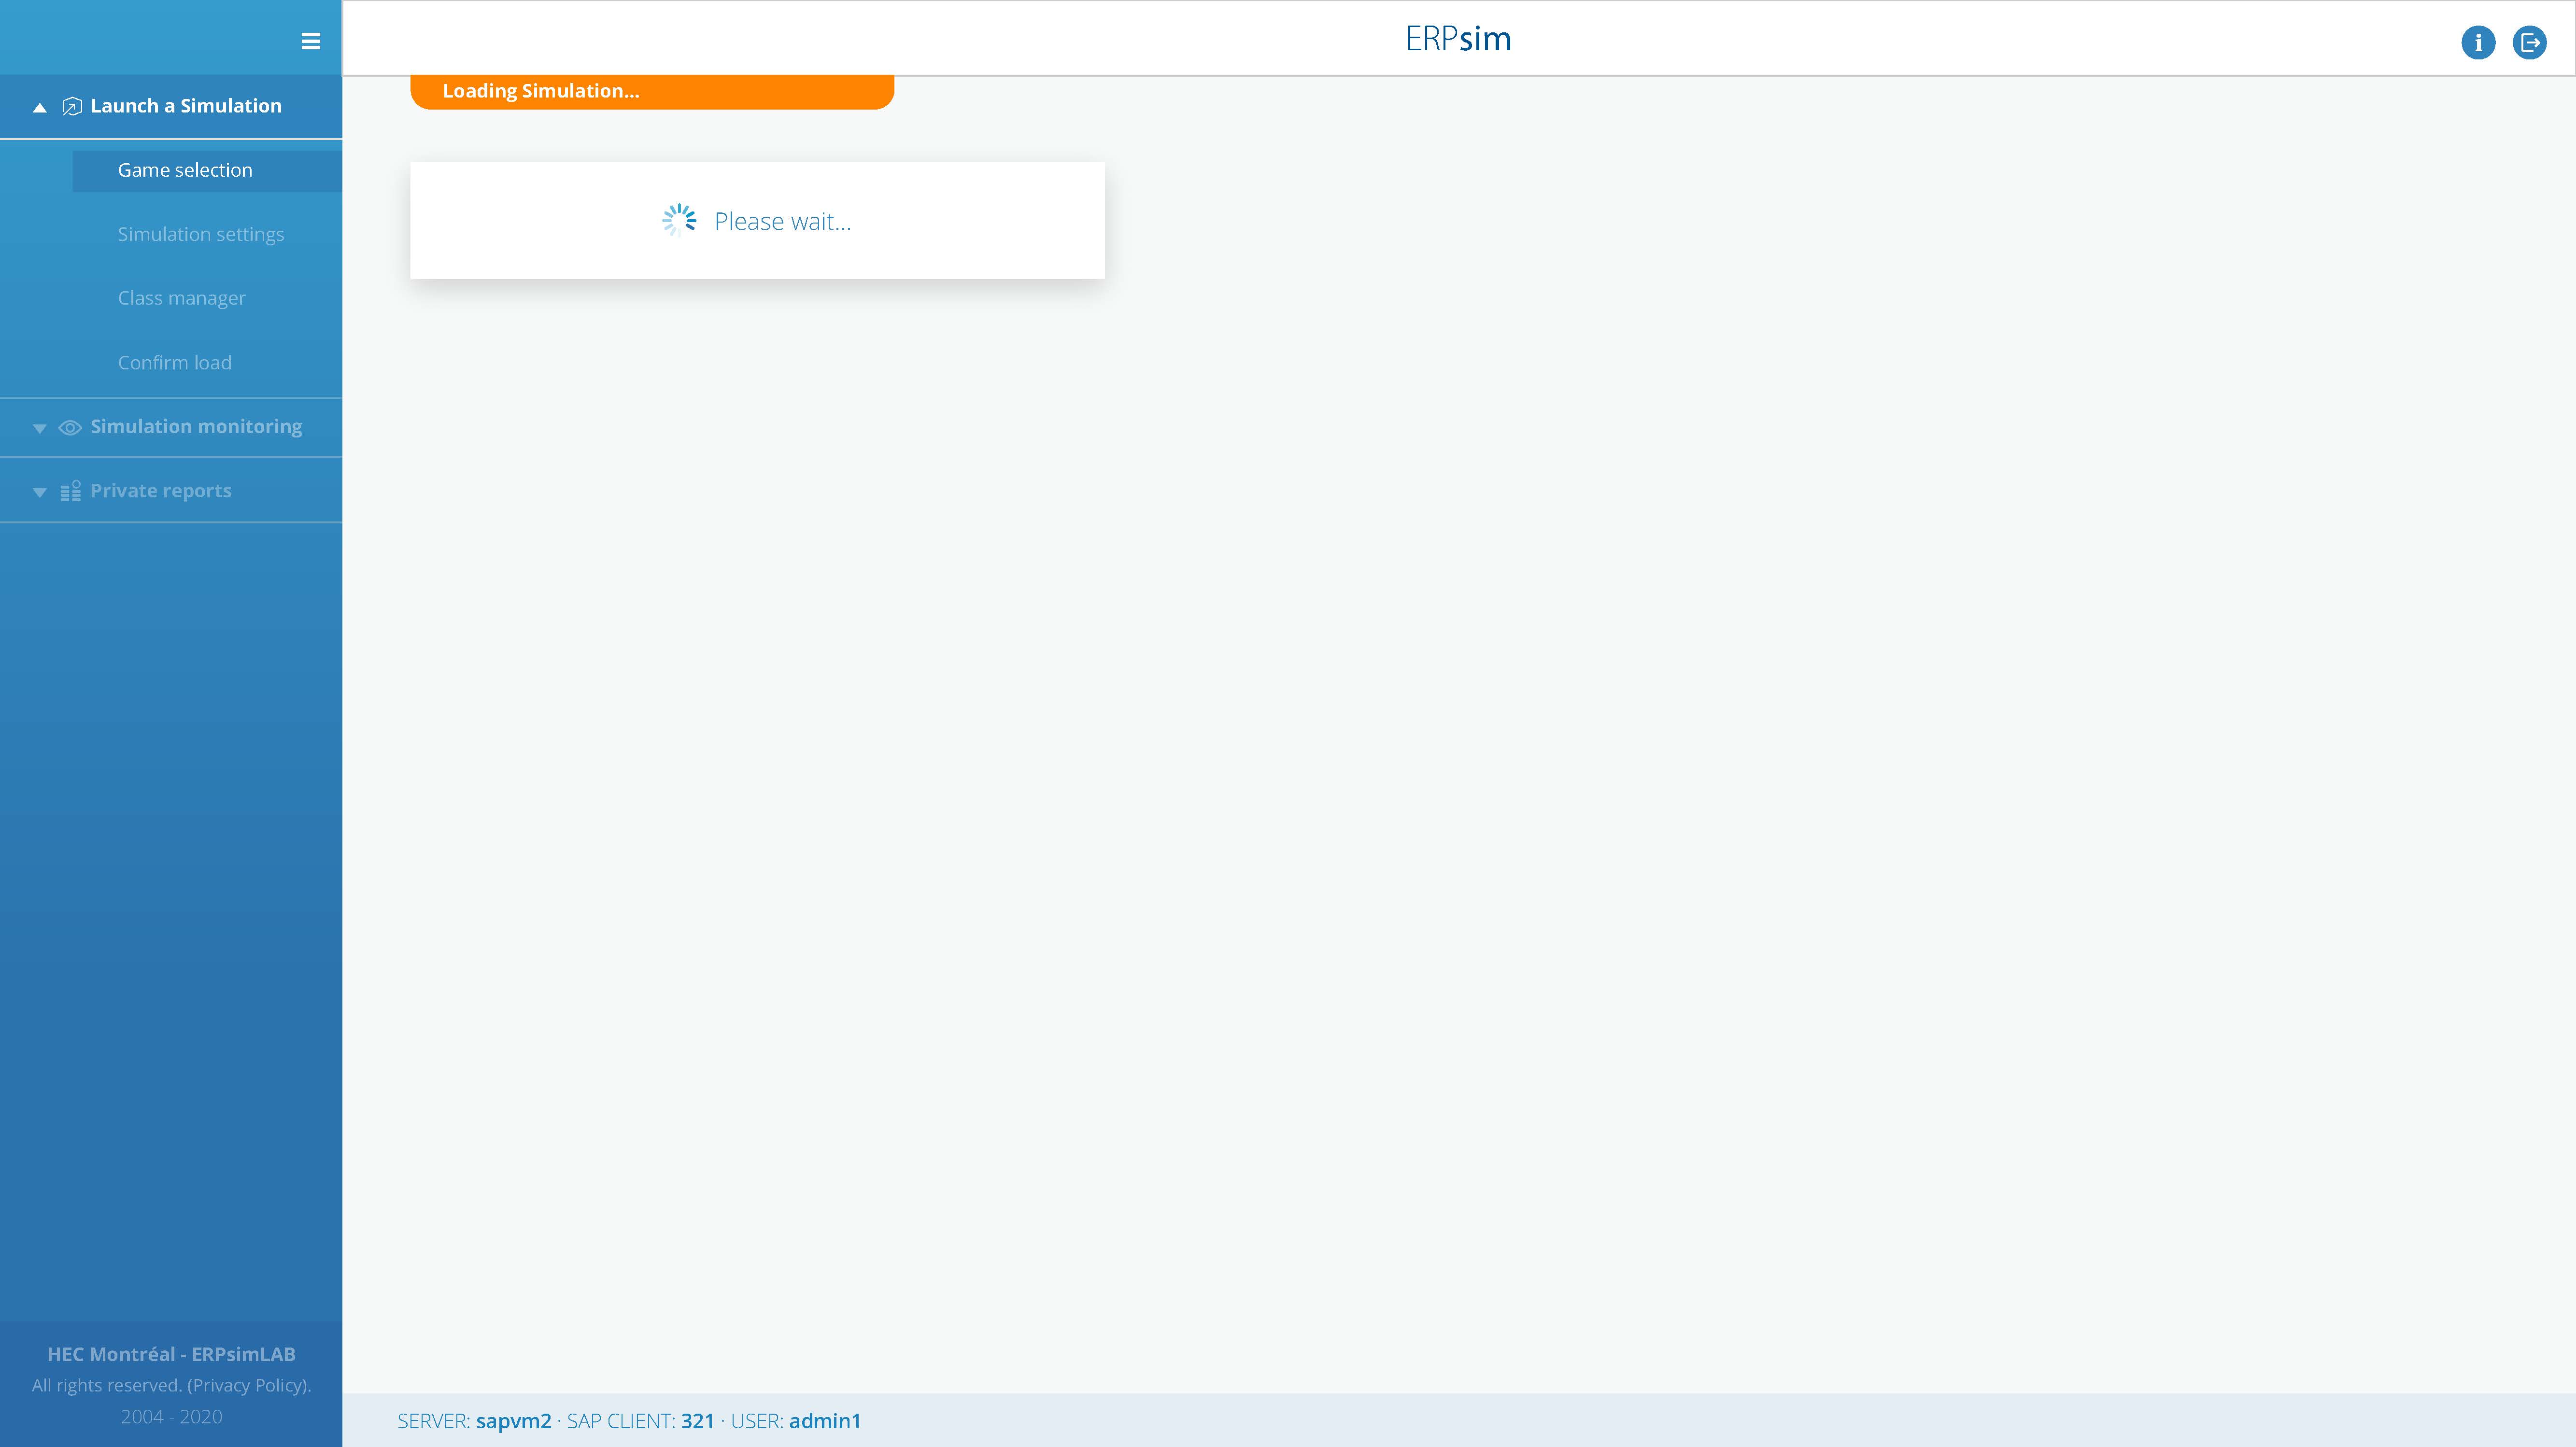 ERPsim
Launch a Simulation
Game selection
Simulation settings
Class manager
Confirm load
Simulation monitoring
Private reports
HEC Montréal - ERPsimLAB
All rights reserved. (Privacy Policy).
2004 - 2020
Loading Simulation...
Please wait...
SERVER: sapvm2 · SAP CLIENT: 321 · USER: admin1